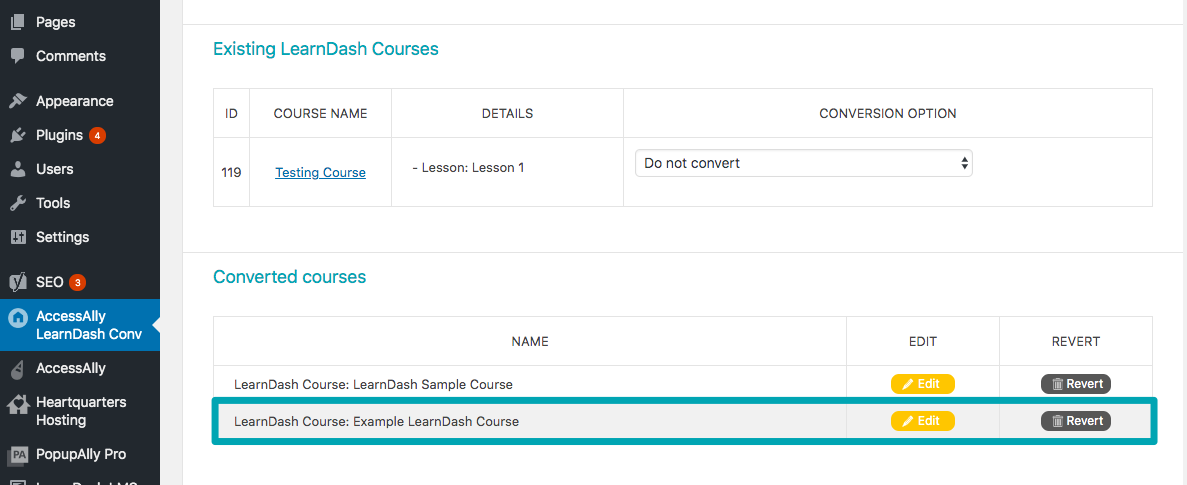 Pages
Comments
Appearance
Plugins 4
Users
Tools
Settings
SEO 3
AccessAlly
LearnDash Conv
AccessAlly
Heartquarters
Hosting
PA PopupAlly Pro
Existing LearnDash Courses
ID COURSE NAME DETAILS CONVERSION OPTION
119 Testing Course - Lesson: Lesson 1 Do not convert
Converted courses
NAME EDIT REVERT
LearnDash Course: LearnDash Sample Course Edit Revert
LearnDash Course: Example LearnDash Course Edit Revert